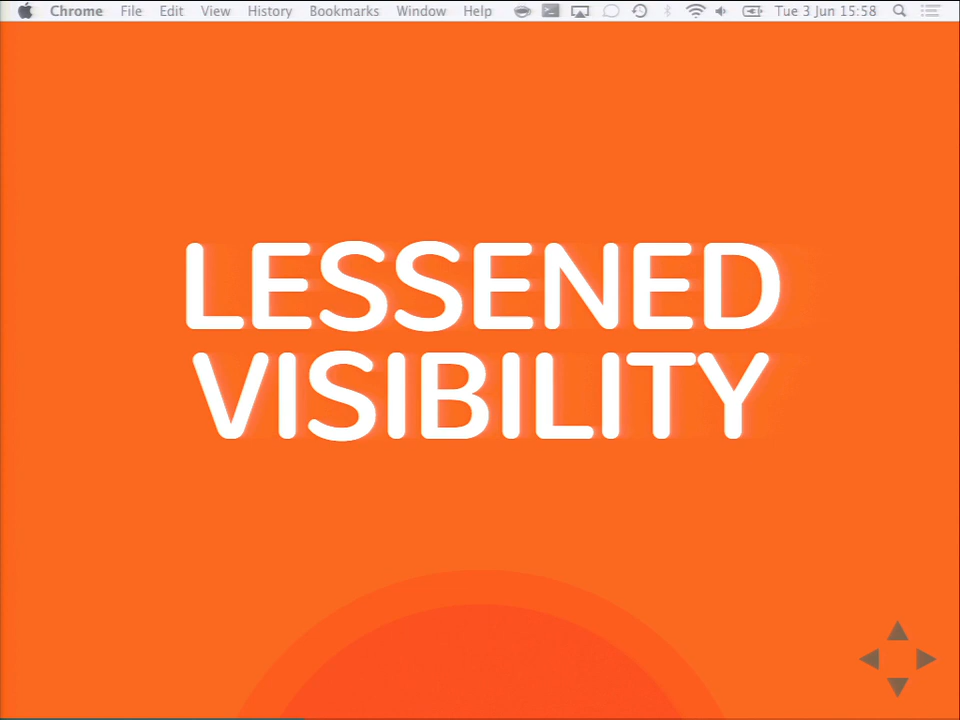 Chrome File Edit View History Bookmarks Window Help Tue 3 Jun 15:58
LESSENED
VISIBILITY